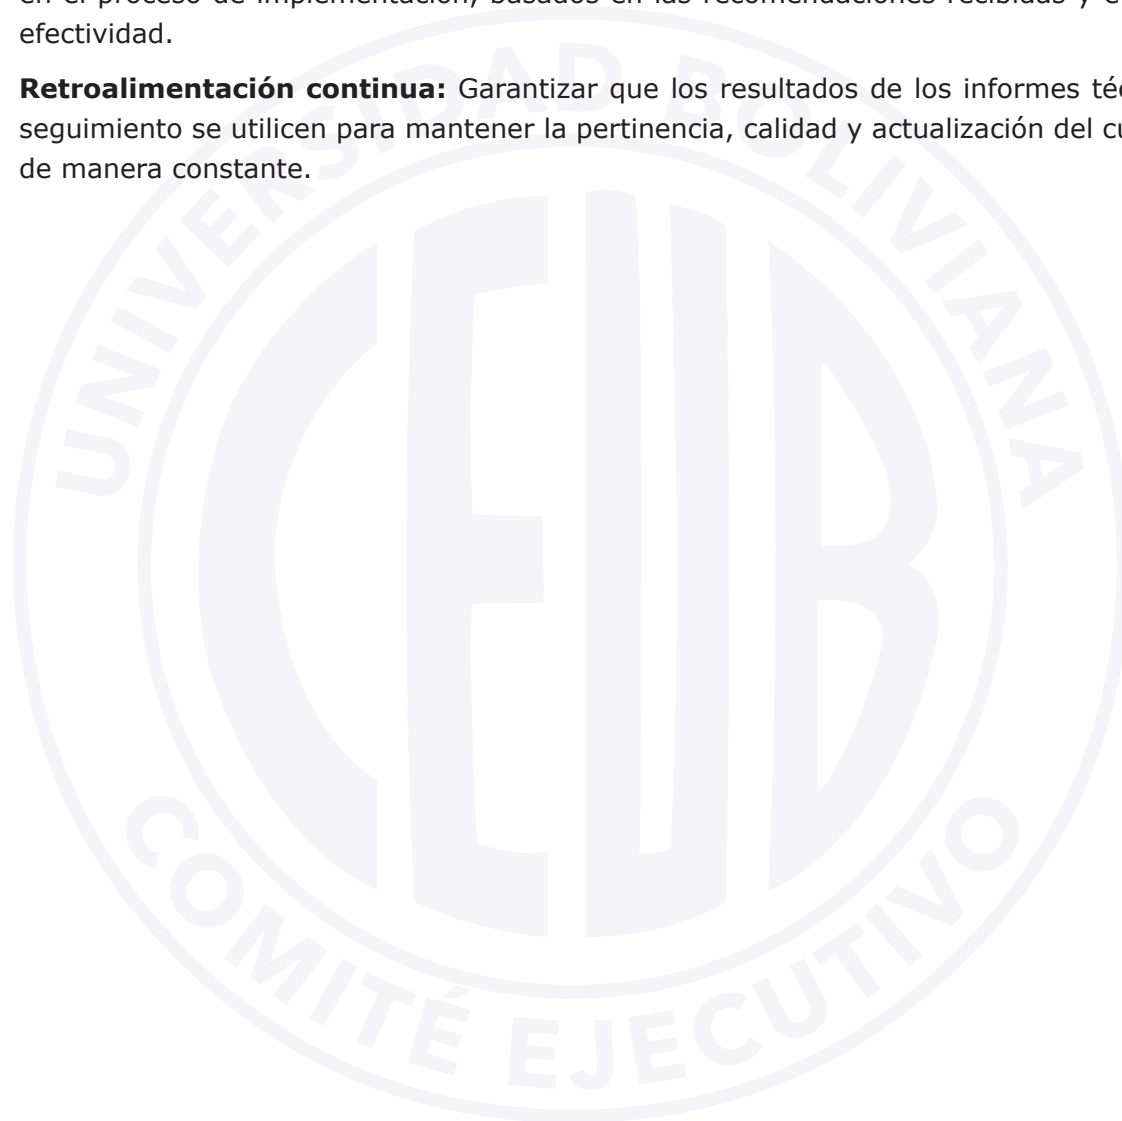 en el proceso de implementación, basados en las recomendaciones recibidas y e
efectividad.
Retroalimentación continua: Garantizar que los resultados de los informes téc
seguimiento se utilicen para mantener la pertinencia, calidad y actualización del cu
de manera constante.
UNIVERSIDAD BOLIVIANA
CEUB
COMITÉ EJECUTIVO